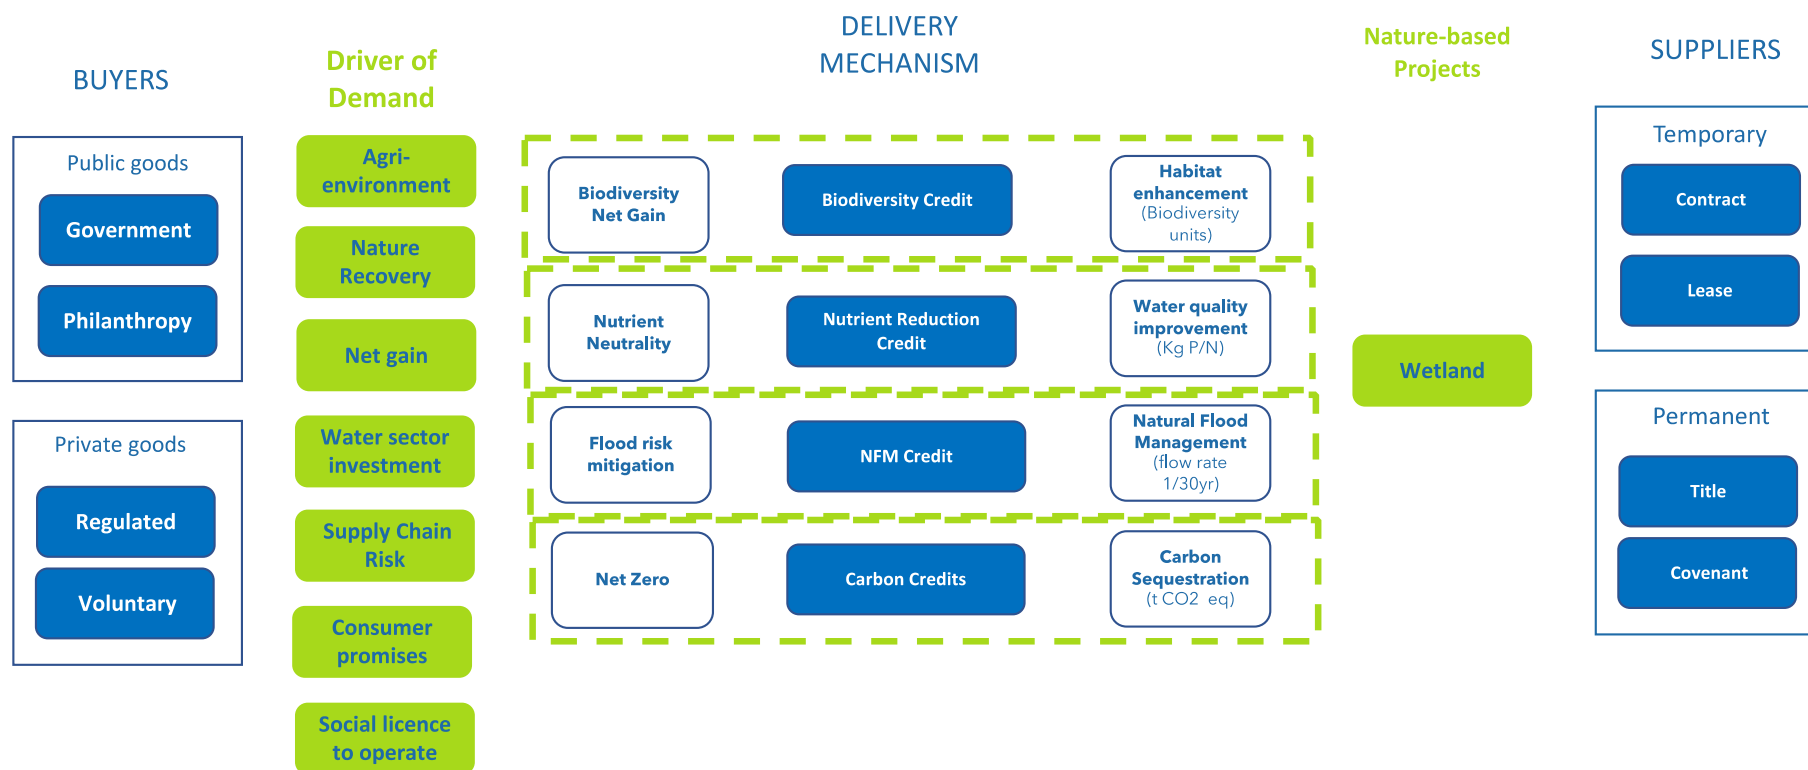 BUYERS
Public goods
Government
Philanthropy
Private goods
Regulated
Voluntary
Driver of
Demand
Agri-
environment
Nature
Recovery
Net gain
Water sector
investment
Supply Chain
Risk
Consumer
promises
Social licence
to operate
DELIVERY
MECHANISM
Biodiversity
Net Gain
Biodiversity Credit
Habitat
enhancement
(Biodiversity
units)
Nutrient
Neutrality
Nutrient Reduction
Credit
Water quality
improvement
(Kg P/N)
Flood risk
mitigation
NFM Credit
Natural Flood
Management
(flow rate
1/30yr)
Net Zero
Carbon Credits
Carbon
Sequestration
(t CO2 eq)
Nature-based
Projects
Wetland
SUPPLIERS
Temporary
Contract
Lease
Permanent
Title
Covenant